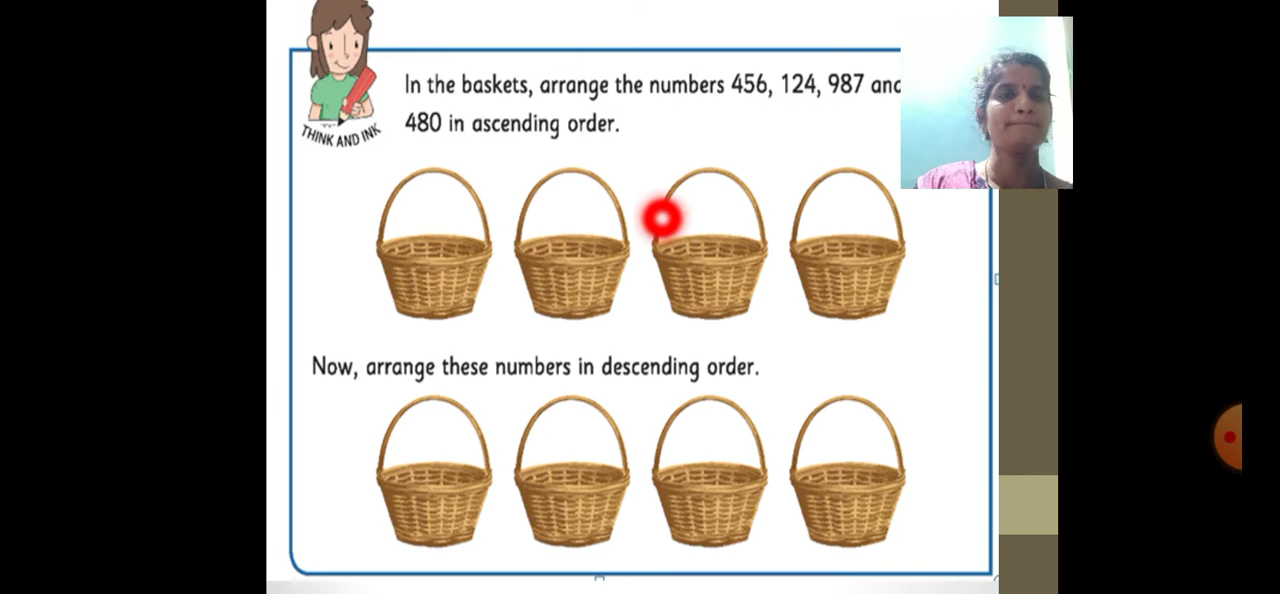 In the baskets, arrange the numbers 456, 124, 987 and
480 in ascending order.
THINK AND INK
Now, arrange these numbers in descending order.